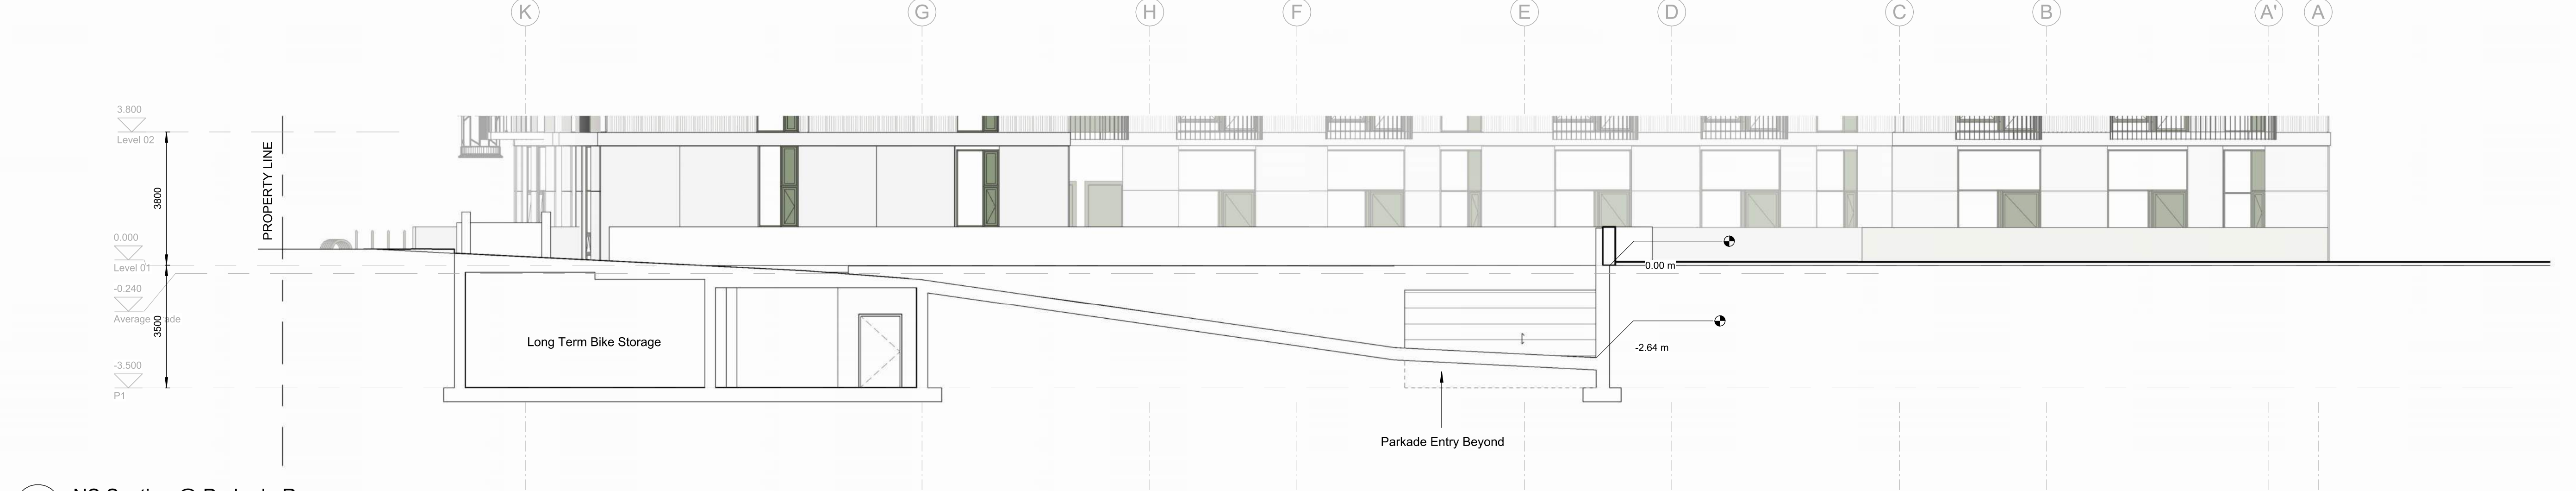 K G H F E D C B A' A
3.800
Level 02
PROPERTY LINE
3800
0.000
Level 01
0.00 m
-0.240
Average
3500
Long Term Bike Storage
-2.64 m
-3.500
P1
Parkade Entry Beyond